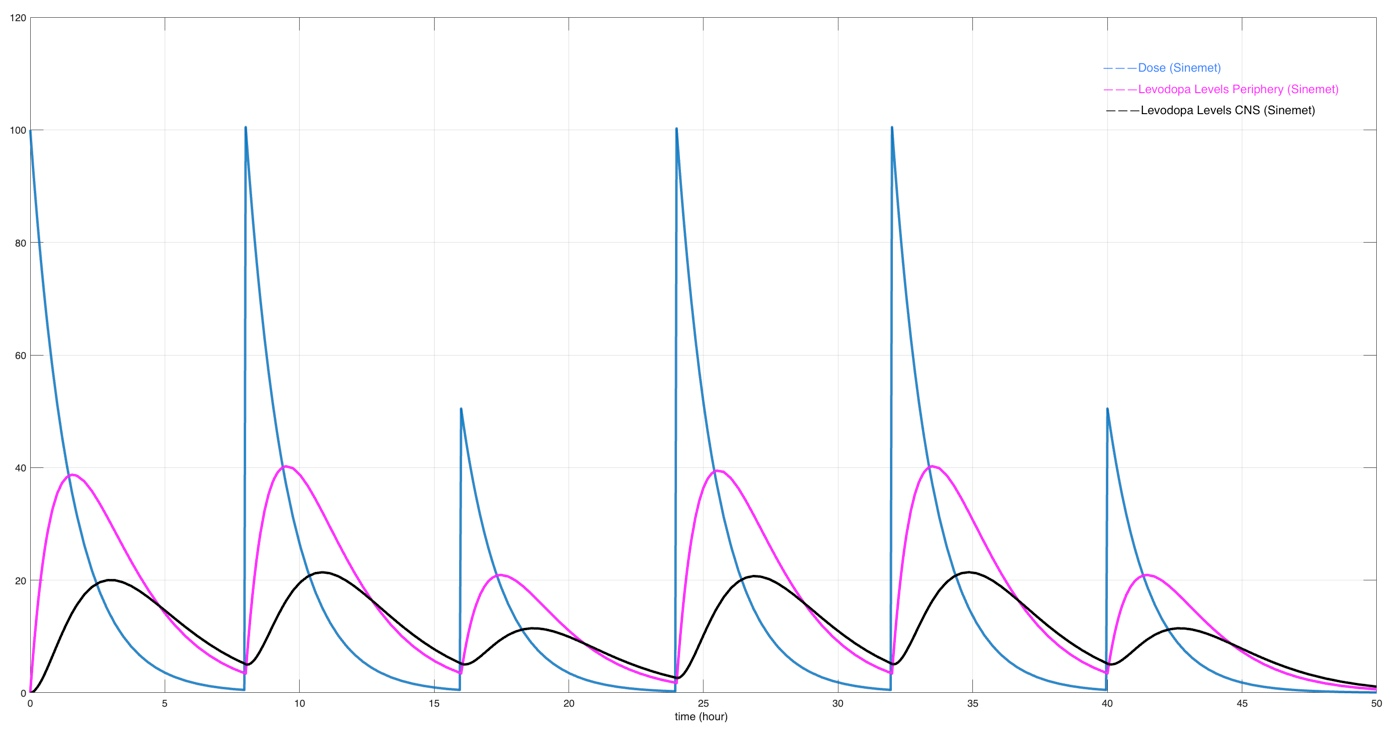 120
100
80
60
40
20
0
Dose (Sinemet)
Levodopa Levels Periphery (Sinemet)
Levodopa Levels CNS (Sinemet)
0 5 10 15 20 25 30 35 40 45 50
time (hour)